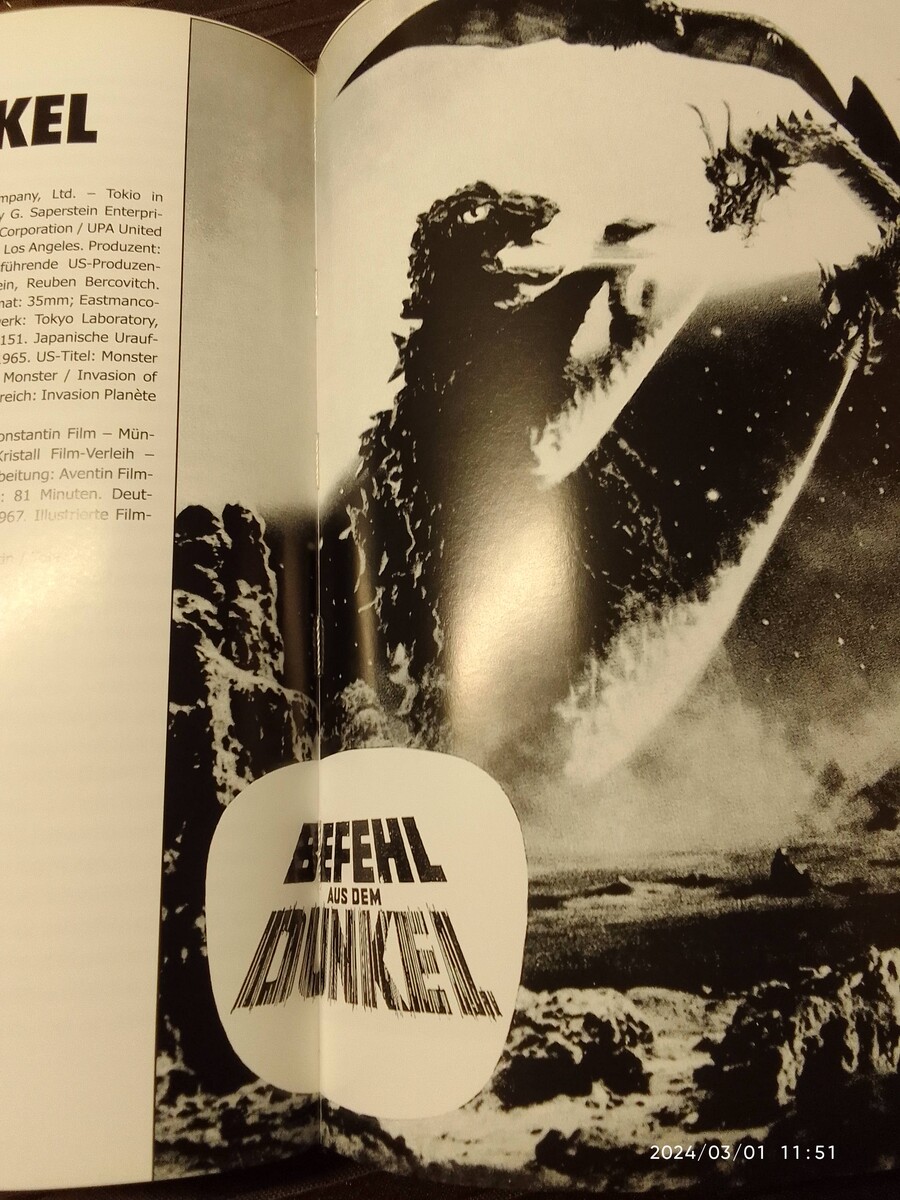 KEL
mpany, Ltd. – Tokio in
y G. Saperstein Enterpri-
Corporation / UPA United
Los Angeles. Produzent:
führende US-Produzen-
ein, Reuben Bercovitch.
mat: 35mm; Eastmanco-
erk: Tokyo Laboratory,
151. Japanische Urauf-
965. US-Titel: Monster
Monster / Invasion of
reich: Invasion Planète
onstantin Film – Mün-
Kristall Film-Verleih –
beitung: Aventin Film-
: 81 Minuten. Deut-
967. Illustrierte Film-
BEFEHL
AUS DEM
DUNKEL
2024/03/01 11:51